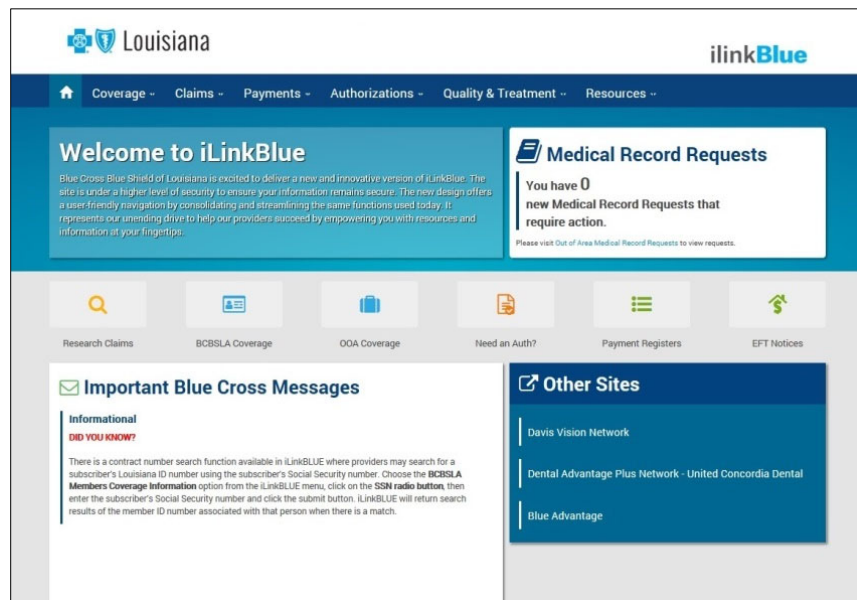 Louisiana
ilinkBlue
Coverage
Claims
Payments
Authorizations
Quality & Treatment
Resources
Welcome to iLinkBlue
Blue Cross Blue Shield of Louisiana is excited to deliver a new and innovative version of iLinkBlue. The
site is under a higher level of security to ensure your information remains secure. The new design offers
a user-friendly navigation by consolidating and streamlining the same functions used today. It
represents our unending drive to help our providers succeed by empowering you with resources and
information at your fingertips.
Medical Record Requests
You have 0
new Medical Record Requests that
require action.
Please visit Out of Area Medical Record Requests to view requests.
Research Claims
BCBSLA Coverage
OOA Coverage
Need an Auth?
Payment Registers
EFT Notices
Important Blue Cross Messages
Informational
DID YOU KNOW?
There is a contract number search function available in iLinkBLUE where providers may search for a
subscriber's Louisiana ID number using the subscriber's Social Security number. Choose the BCBSLA
Members Coverage Information option from the iLinkBLUE menu, click on the SSN radio button, then
enter the subscriber's Social Security number and click the submit button. iLinkBLUE will return search
results of the member ID number associated with that person when there is a match.
Other Sites
Davis Vision Network
Dental Advantage Plus Network - United Concordia Dental
Blue Advantage